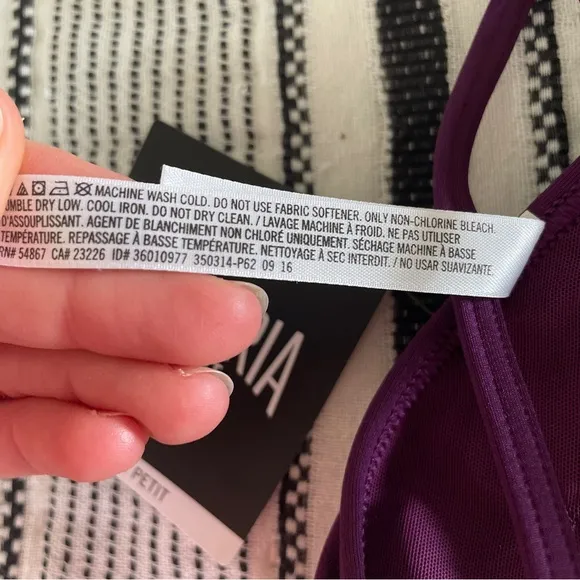 MACHINE WASH COLD. DO NOT USE FABRIC SOFTENER. ONLY NON-CHLORINE BLEACH.
DRY LOW. COOL IRON. DO NOT DRY CLEAN. / LAVAGE MACHINE À FROID. NE PAS UTILISER
D'ASSOUPLISSANT. AGENT DE BLANCHIMENT NON CHLORÉ UNIQUEMENT. SÉCHAGE MACHINE À BASSE
TEMPÉRATURE. REPASSAGE À BASSE TEMPÉRATURE. NETTOYAGE À SEC INTERDIT. / NO USAR SUAVIZANTE.
RN# 54867 CA# 23226 ID# 36010977 350314-P62 09 16
RIA
PETIT